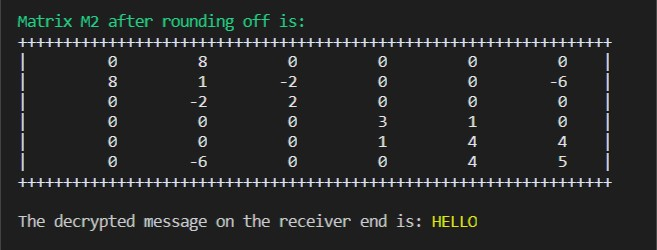 Matrix M2 after rounding off is:
++++++++++++++++++++++++++++++++++++++++++++++++++++++++++++++++++
| 0 8 0 0 0 0 |
| 8 1 -2 0 0 -6 |
| 0 -2 2 0 0 0 |
| 0 0 0 3 1 0 |
| 0 0 0 1 4 4 |
| 0 -6 0 0 4 5 |
++++++++++++++++++++++++++++++++++++++++++++++++++++++++++++++++++
The decrypted message on the receiver end is: HELLO